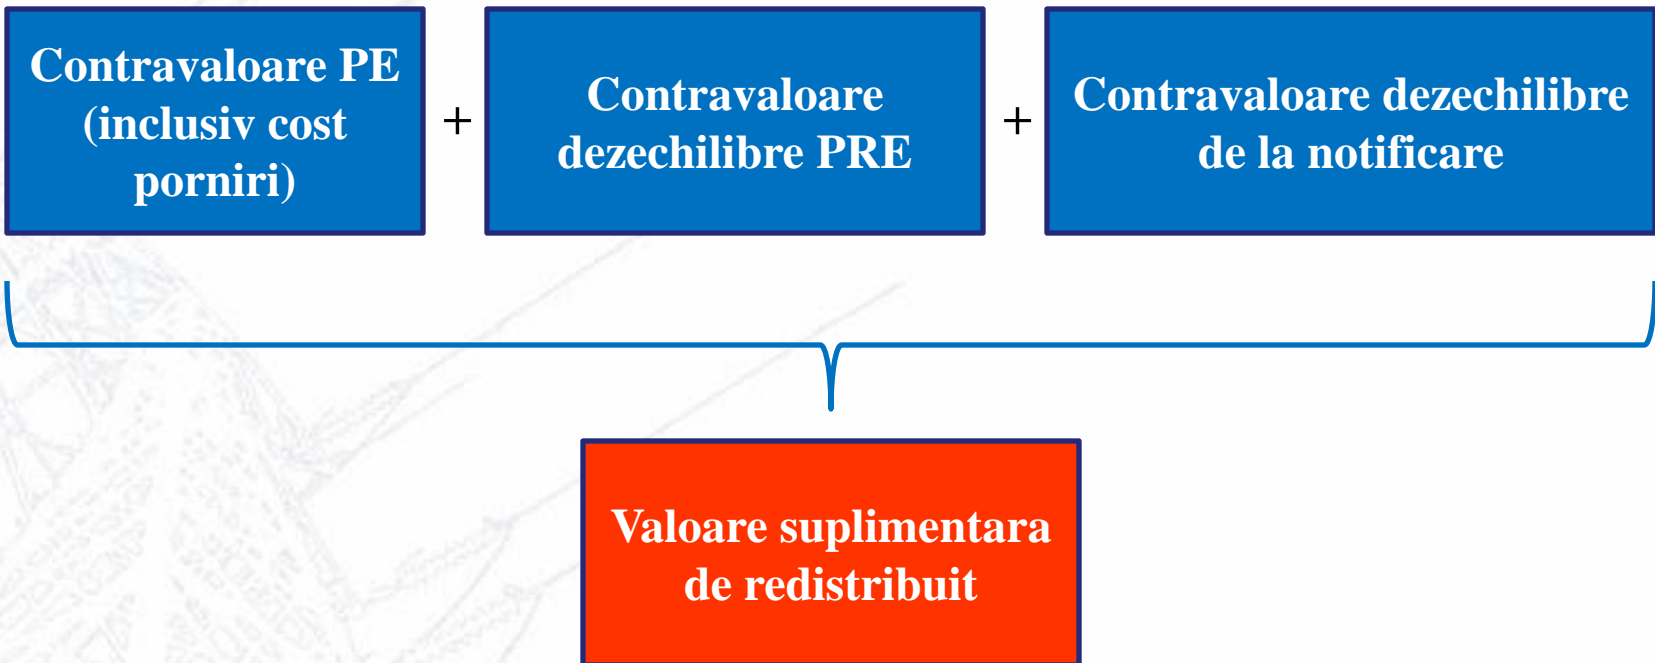 Contravaloare PE
(inclusiv cost
porniri)
+
Contravaloare
dezechilibre PRE
+
Contravaloare dezechilibre
de la notificare
Valoare suplimentara
de redistribuit